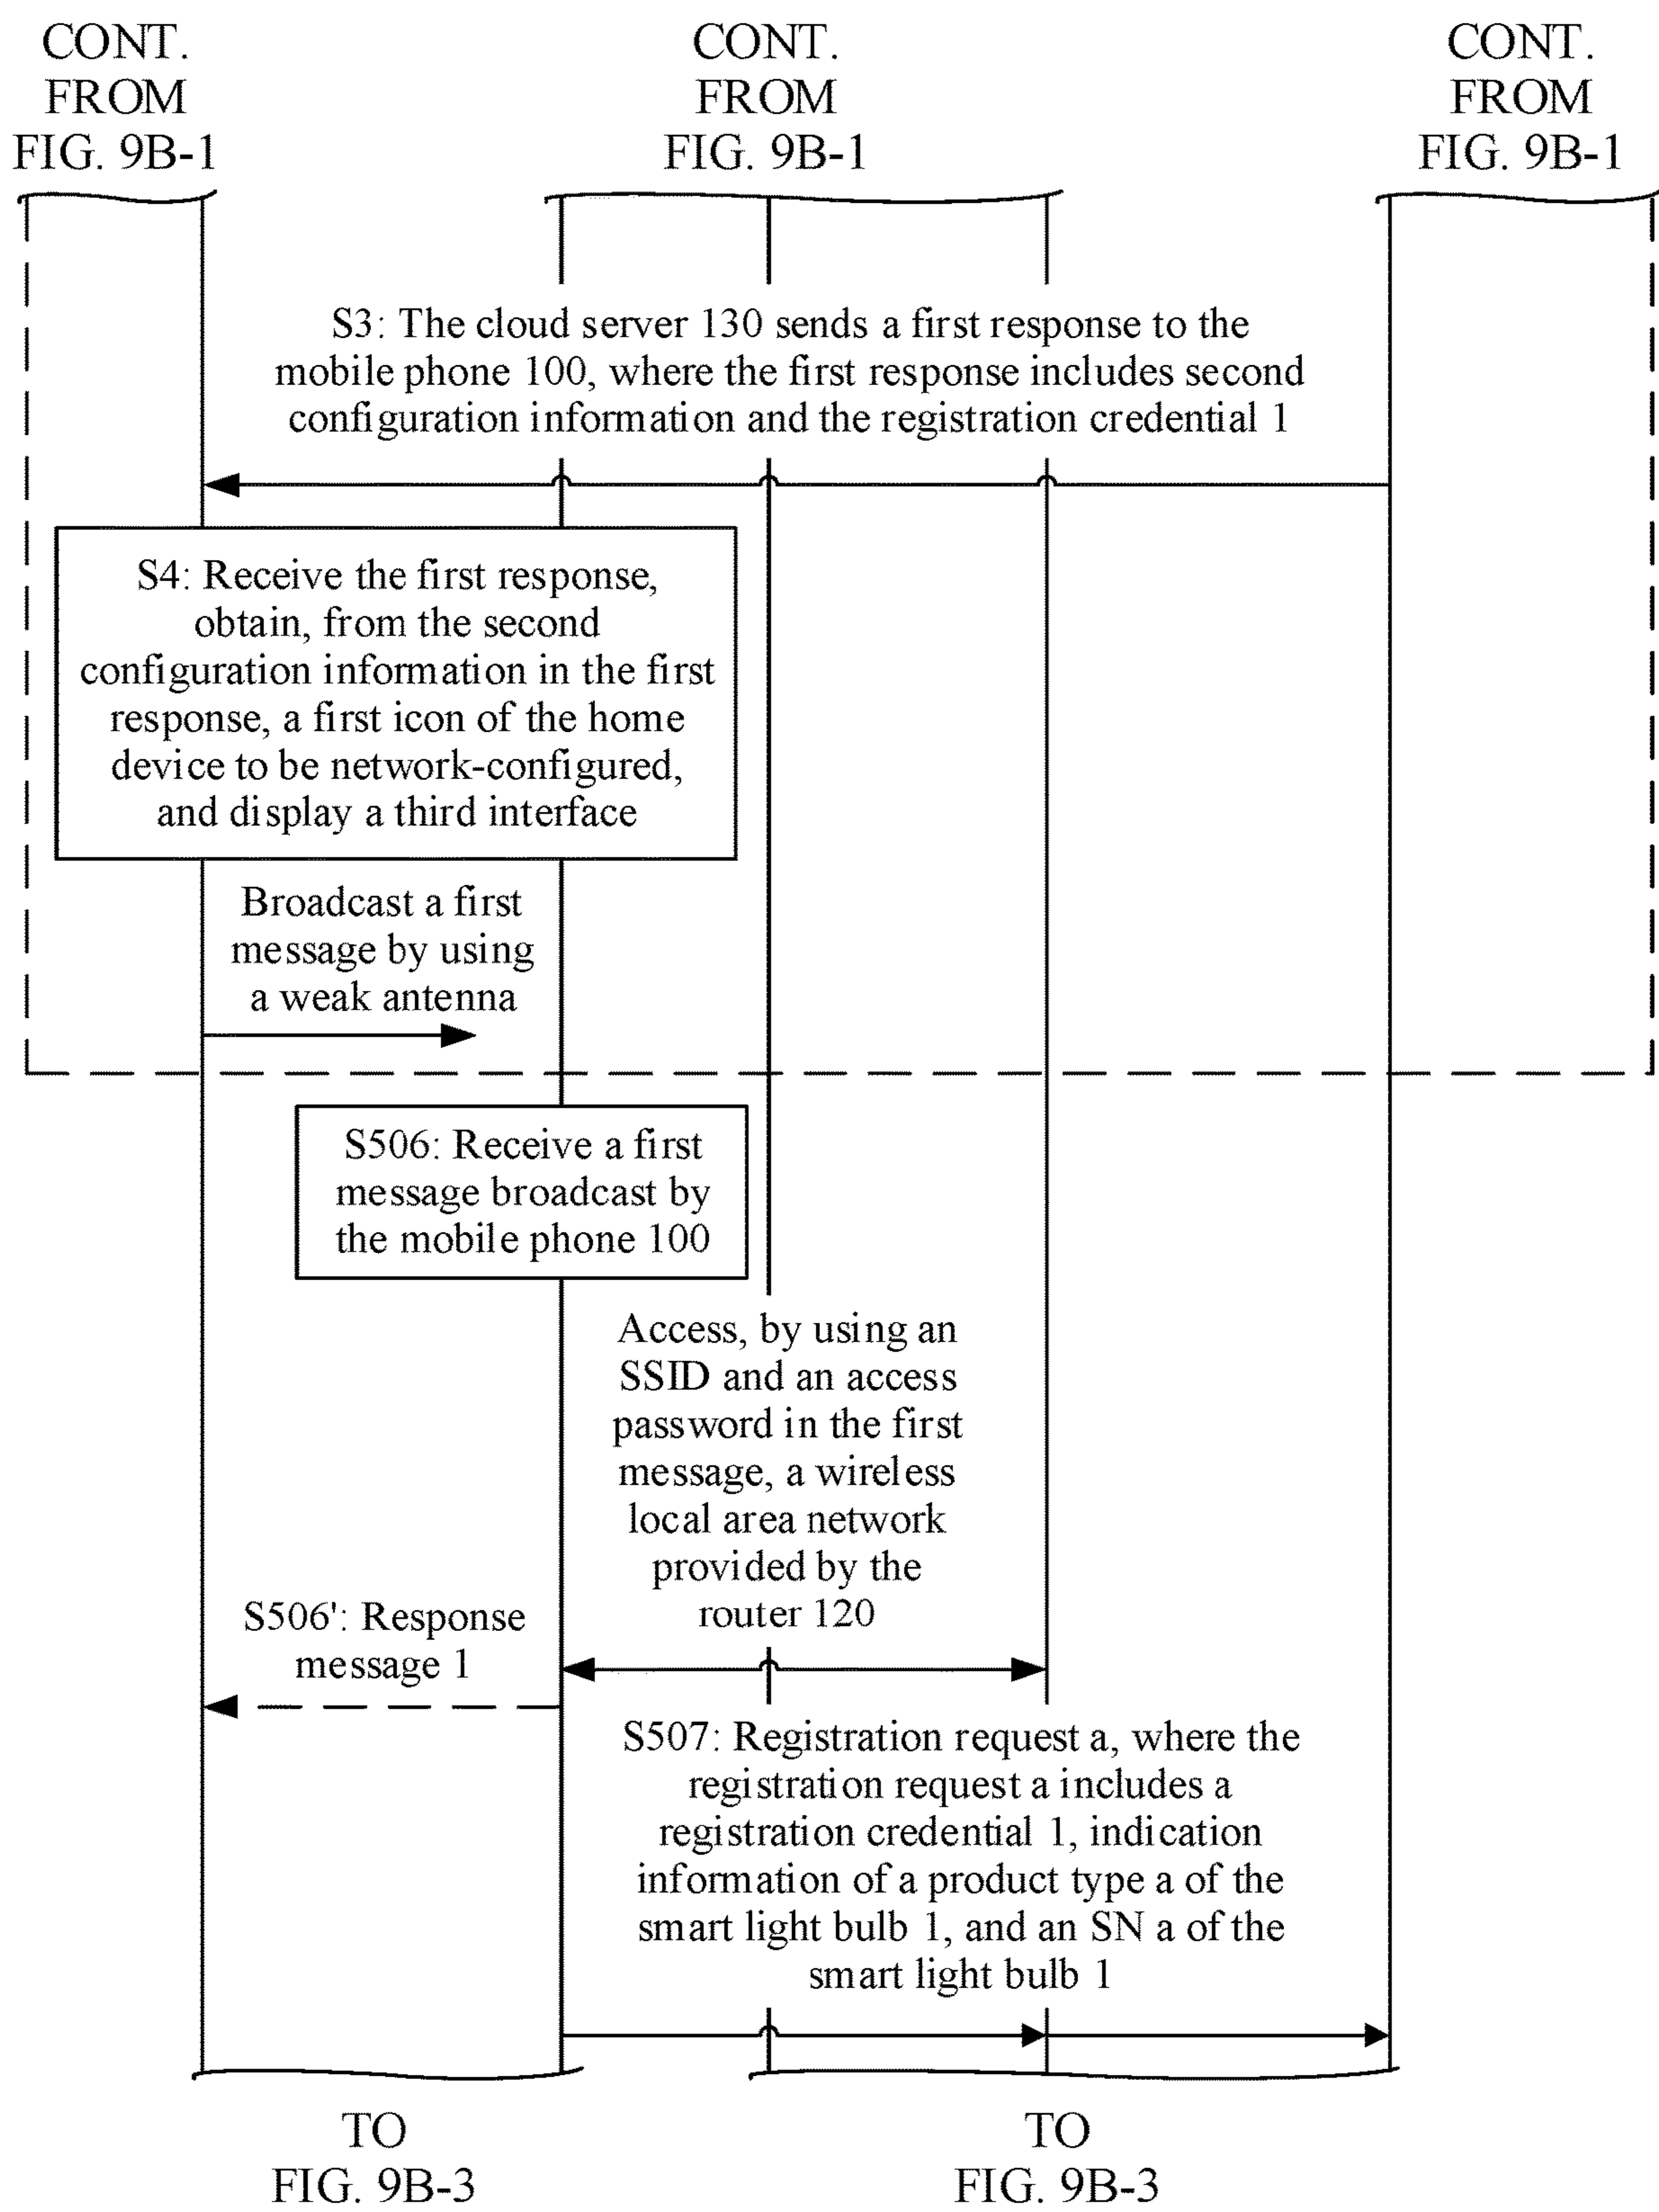 CONT.
FROM
FIG. 9B-1
CONT.
FROM
FIG. 9B-1
CONT.
FROM
FIG. 9B-1
S3: The cloud server 130 sends a first response to the
mobile phone 100, where the first response includes second
configuration information and the registration credential 1
S4: Receive the first response,
obtain, from the second
configuration information in the first
response, a first icon of the home
device to be network-configured,
and display a third interface
Broadcast a first
message by using
a weak antenna
S506: Receive a first
message broadcast by
the mobile phone 100
Access, by using an
SSID and an access
password in the first
message, a wireless
local area network
provided by the
router 120
S506': Response
message 1
S507: Registration request a, where the
registration request a includes a
registration credential 1, indication
information of a product type a of the
smart light bulb 1, and an SN a of the
smart light bulb 1
TO
FIG. 9B-3
TO
FIG. 9B-3